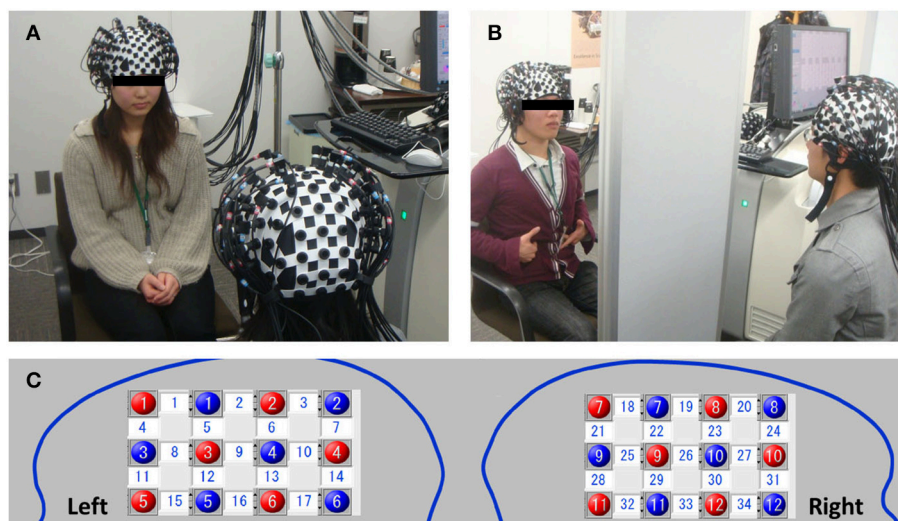 A
B
C
1 1 1 2 2 3 2
4 5 6 7
3 8 3 9 4 10 4
11 12 13 14
5 15 5 16 6 17 6
Left
7 18 7 19 8 20 8
21 22 23 24
9 25 9 26 10 27 10
28 29 30 31
11 32 11 33 12 34 12
Right